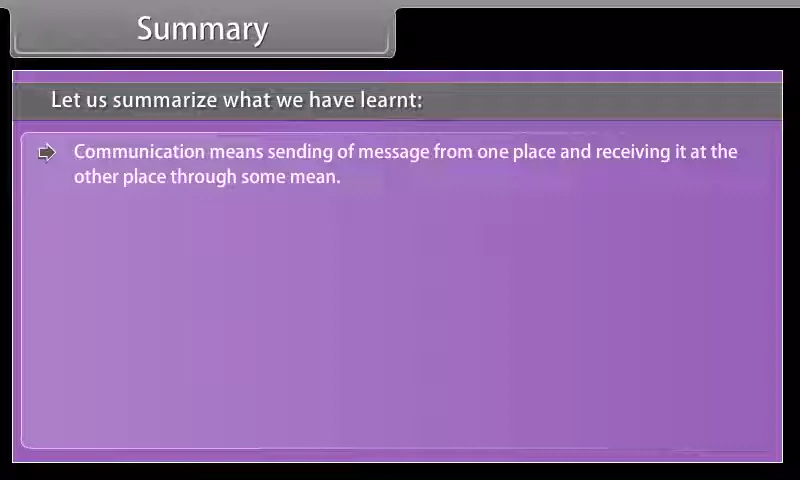 Summary
Let us summarize what we have learnt:
Communication means sending of message from one place and receiving it at the
other place through some mean.